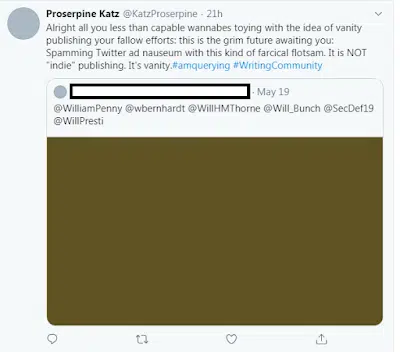 Proserpine Katz @KatzProserpine · 21h
Alright all you less than capable wannabes toying with the idea of vanity
publishing your fallow efforts: this is the grim future awaiting you:
Spamming Twitter ad nauseum with this kind of farcical flotsam. It is NOT
"indie" publishing. It's vanity.#amquerying #WritingCommunity
· May 19
@WilliamPenny @wbernhardt @WillHMThorne @Will_Bunch @SecDef19
@WillPresti